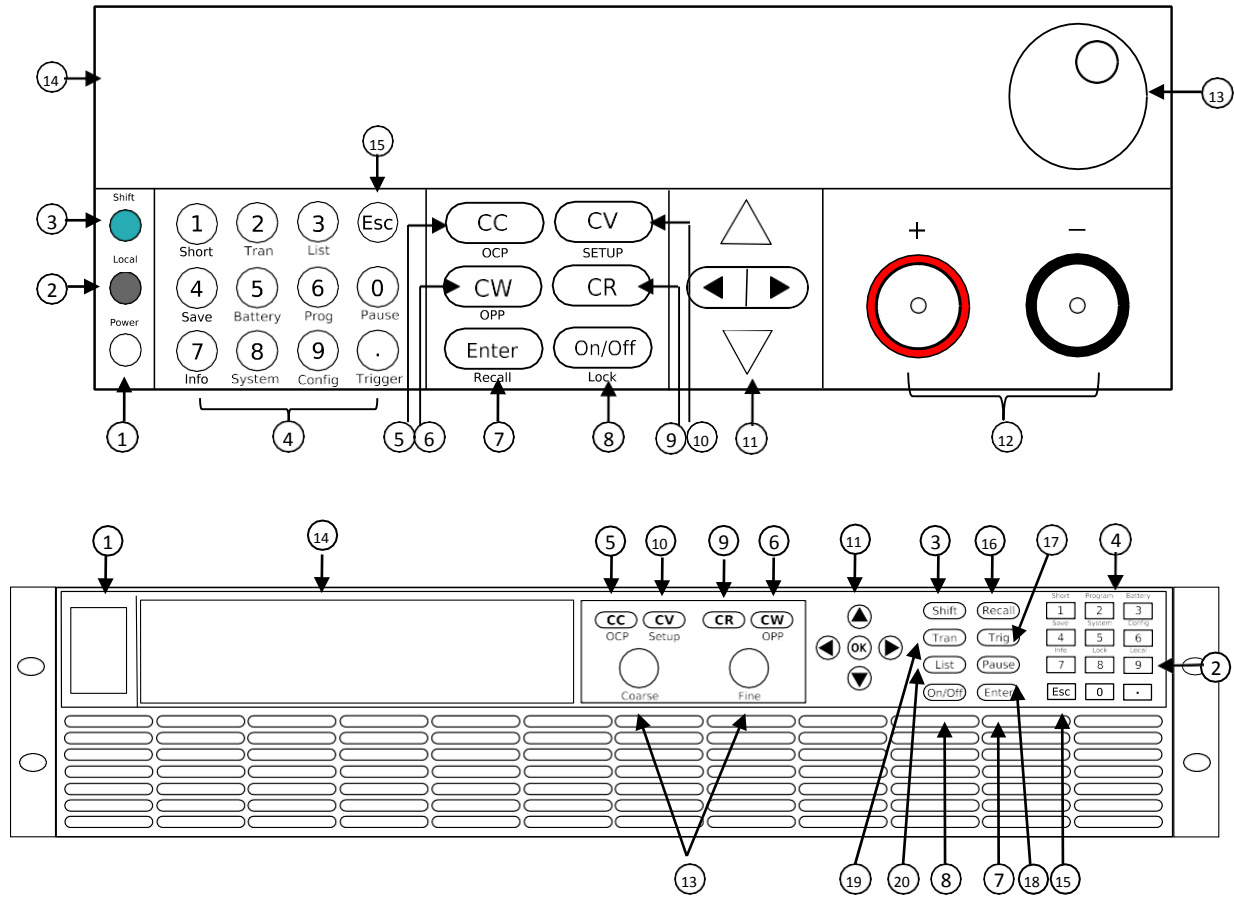 14
13
15
Shift
3
1
2
3
Esc
CC
CV
+
−
Short
Tran
List
OCP
SETUP
Local
2
4
5
6
0
CW
CR
Save
Battery
Prog
Pause
OPP
Power
7
8
9
.
Enter
On/Off
Info
System
Config
Trigger
Recall
Lock
1
4
5
6
7
8
9
10
11
12
1
14
5
10
9
6
11
3
16
17
4
CC
CV
CR
CW
OCP
Setup
OPP
Coarse
Fine
OK
Shift
Recall
Tran
Trig
List
Pause
On/Off
Enter
Short
Program
Battery
1
2
3
Save
System
Config
4
5
6
Info
Lock
Local
7
8
9
2
Esc
0
.
13
19
20
8
7
18
15